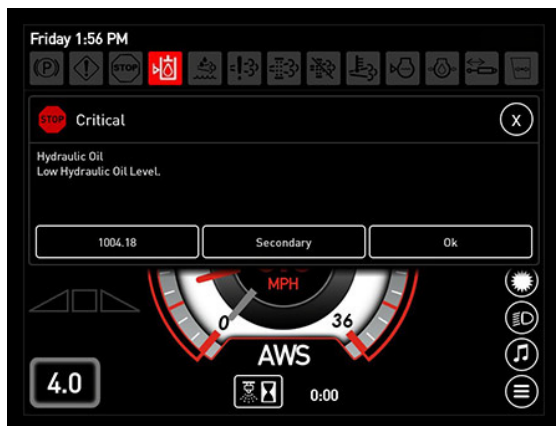 Friday 1:56 PM
(P) STOP
STOP Critical X
Hydraulic Oil
Low Hydraulic Oil Level.
1004.18 Secondary Ok
MPH
0 36
AWS
4.0 0:00